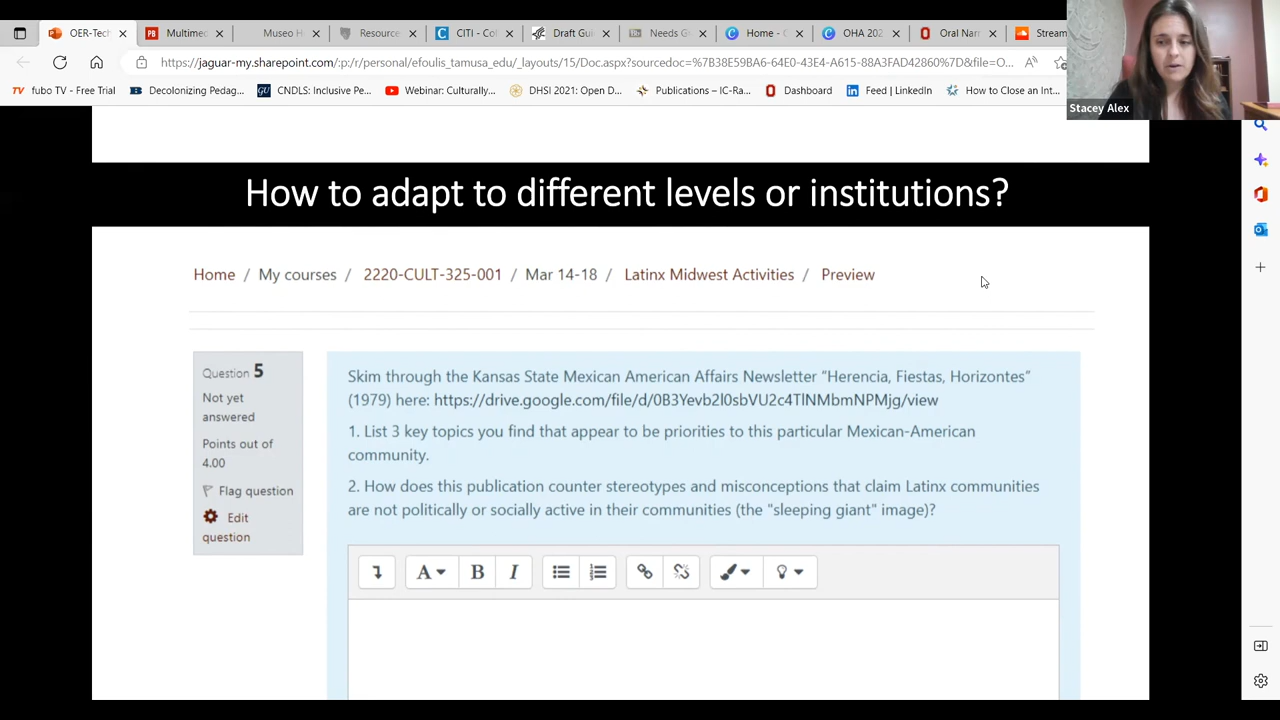 OER-Tech
Multimed
Museo H
Resource
CITI - Col
Draft Gui
Needs G
Home - C
OHA 202
Oral Nar
Stream
https://jaguar-my.sharepoint.com/:p:/r/personal/efoulis_tamusa_edu/_layouts/15/Doc.aspx?sourcedoc=%7B38E59BA6-64E0-43E4-A615-88A3FAD42860%7D&file=O...
fubo TV - Free Trial
Decolonizing Pedag...
CNDLS: Inclusive Pe...
Webinar: Culturally...
DHSI 2021: Open D...
Publications – IC-Ra...
Dashboard
Feed | LinkedIn
How to Close an Int...
Stacey Alex
How to adapt to different levels or institutions?
Home / My courses / 2220-CULT-325-001 / Mar 14-18 / Latinx Midwest Activities / Preview
Question 5
Not yet
answered
Points out of
4.00
Flag question
Edit
question
Skim through the Kansas State Mexican American Affairs Newsletter “Herencia, Fiestas, Horizontes”
(1979) here: https://drive.google.com/file/d/0B3Yevb2l0sbVU2c4TlNMbmNPMjg/view
1. List 3 key topics you find that appear to be priorities to this particular Mexican-American
community.
2. How does this publication counter stereotypes and misconceptions that claim Latinx communities
are not politically or socially active in their communities (the "sleeping giant" image)?
A B I